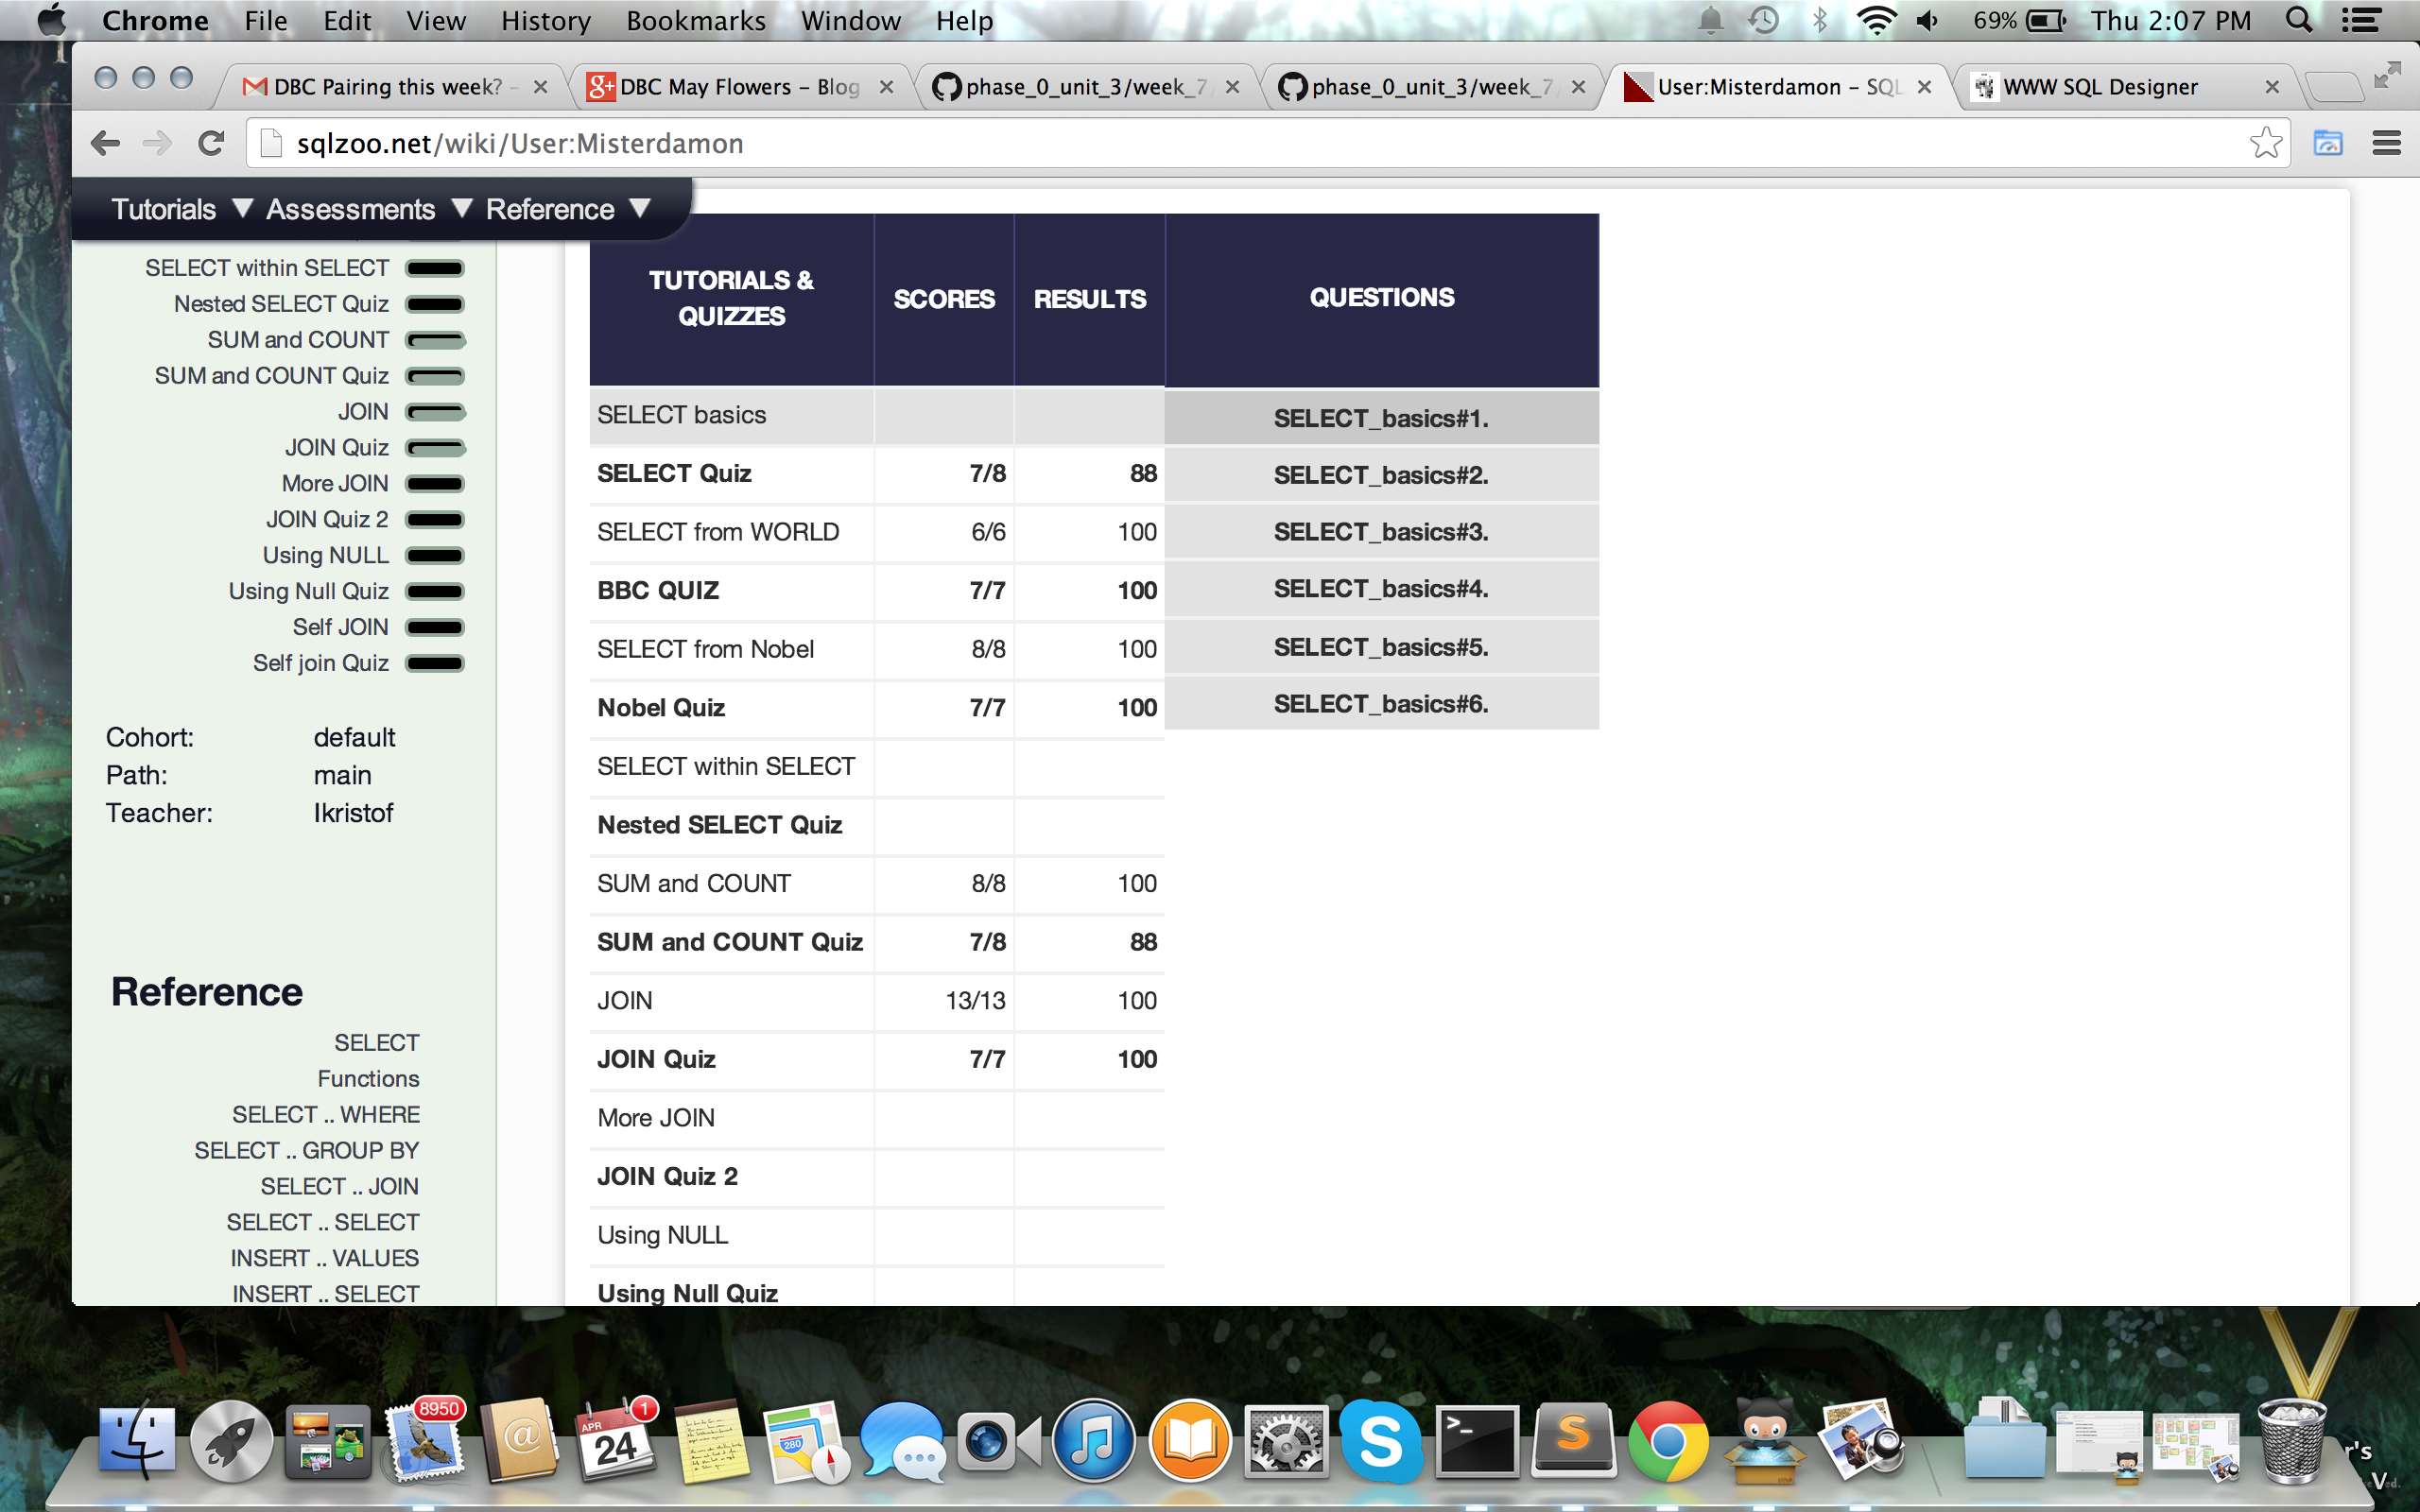 Chrome File Edit View History Bookmarks Window Help 69% Thu 2:07 PM
DBC Pairing this week? - DBC May Flowers – Blog phase_0_unit_3/week_7 phase_0_unit_3/week_7 User:Misterdamon – SQL WWW SQL Designer
sqlzoo.net/wiki/User:Misterdamon
Tutorials ▼ Assessments ▼ Reference ▼
SELECT within SELECT
Nested SELECT Quiz
SUM and COUNT
SUM and COUNT Quiz
JOIN
JOIN Quiz
More JOIN
JOIN Quiz 2
Using NULL
Using Null Quiz
Self JOIN
Self join Quiz
Cohort: default
Path: main
Teacher: Ikristof
Reference
SELECT
Functions
SELECT .. WHERE
SELECT .. GROUP BY
SELECT .. JOIN
SELECT .. SELECT
INSERT .. VALUES
INSERT .. SELECT
TUTORIALS &
QUIZZES
SCORES RESULTS QUESTIONS
SELECT basics
SELECT Quiz 7/8 88
SELECT from WORLD 6/6 100
BBC QUIZ 7/7 100
SELECT from Nobel 8/8 100
Nobel Quiz 7/7 100
SELECT within SELECT
Nested SELECT Quiz
SUM and COUNT 8/8 100
SUM and COUNT Quiz 7/8 88
JOIN 13/13 100
JOIN Quiz 7/7 100
More JOIN
JOIN Quiz 2
Using NULL
Using Null Quiz
SELECT_basics#1.
SELECT_basics#2.
SELECT_basics#3.
SELECT_basics#4.
SELECT_basics#5.
SELECT_basics#6.
8950
APR 1
24
280
r's